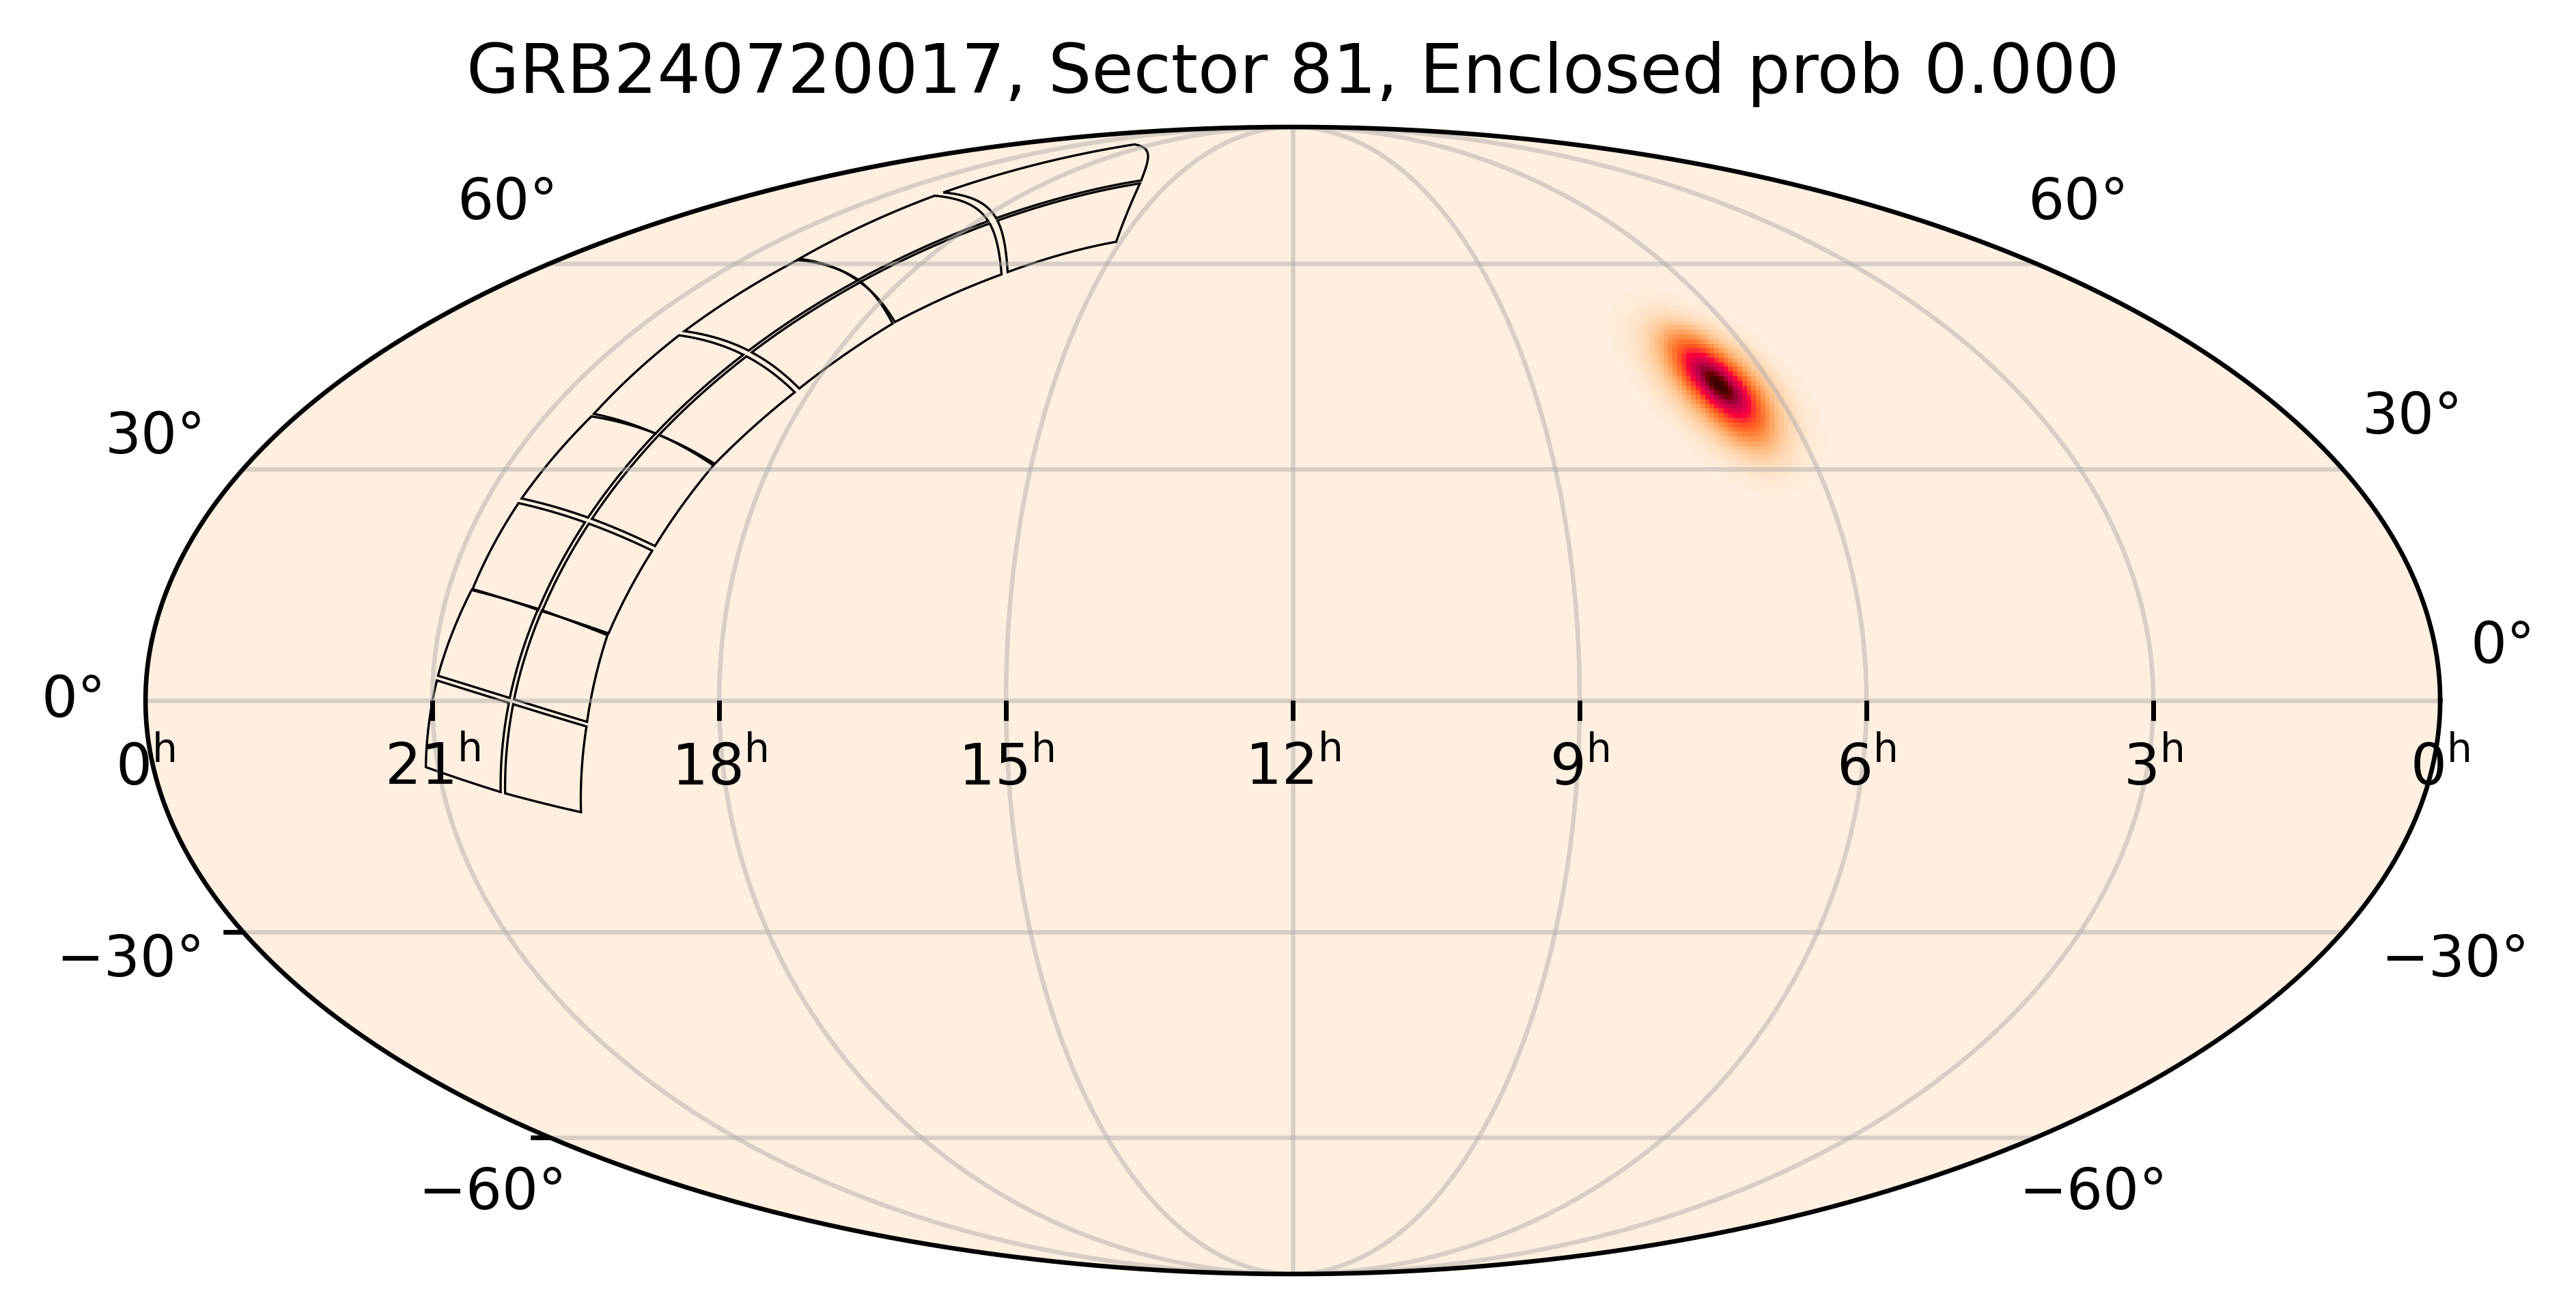 GRB240720017, Sector 81, Enclosed prob 0.000
60° 60°
30° 30°
0° 0°
0ʰ 21ʰ 18ʰ 15ʰ 12ʰ 9ʰ 6ʰ 3ʰ 0ʰ
−30° −30°
−60° −60°